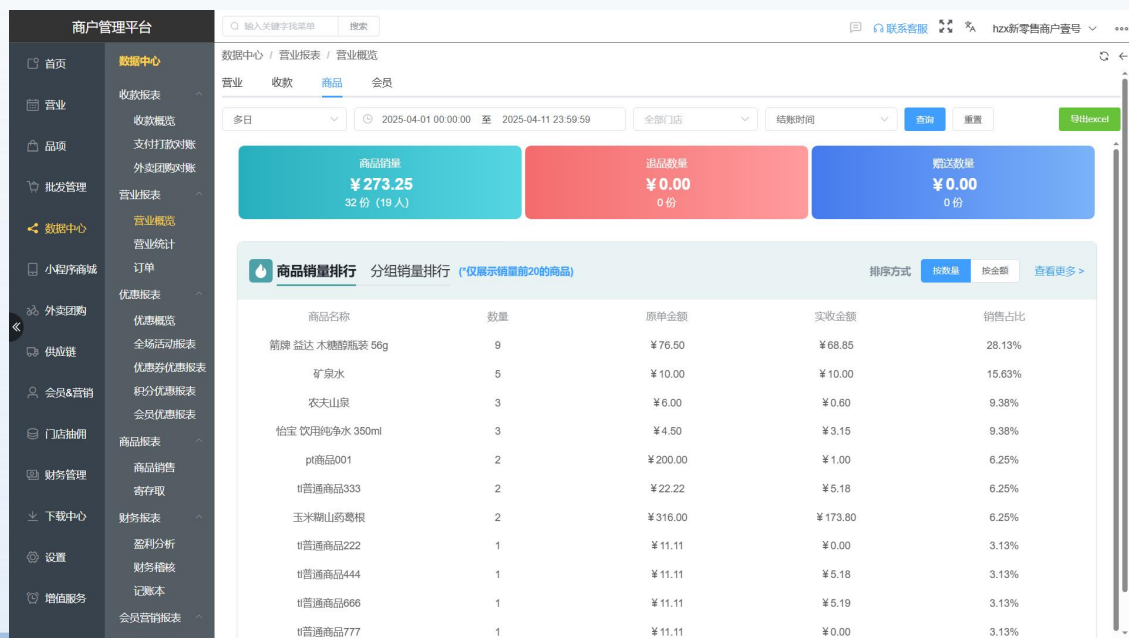 商户管理平台
输入关键字找菜单 搜索
联系客服
hzx新零售商户壹号
首页
营业
品项
批发管理
数据中心
小程序商城
外卖团购
供应链
会员&营销
门店抽佣
财务管理
下载中心
设置
增值服务
数据中心
收款报表
收款概览
支付打款对账
外卖团购对账
营业报表
营业概览
营业统计
订单
优惠报表
优惠概览
全场活动报表
优惠券优惠报表
积分优惠报表
会员优惠报表
商品报表
商品销售
寄存取
财务报表
盈利分析
财务稽核
记账本
会员营销报表
数据中心 / 营业报表 / 营业概览
营业 收款 商品 会员
多日 2025-04-01 00:00:00 至 2025-04-11 23:59:59 全部门店 结账时间 查询 重置 导出excel
商品销量
¥273.25
32 份 (19 人)
退品数量
¥0.00
0 份
赠送数量
¥0.00
0 份
商品销量排行 分组销量排行 (*仅展示销量前20的商品) 排序方式 按数量 按金额 查看更多 >
商品名称 数量 原单金额 实收金额 销售占比
箭牌 益达 木糖醇瓶装 56g 9 ¥76.50 ¥68.85 28.13%
矿泉水 5 ¥10.00 ¥10.00 15.63%
农夫山泉 3 ¥6.00 ¥0.60 9.38%
怡宝 饮用纯净水 350ml 3 ¥4.50 ¥3.15 9.38%
pt商品001 2 ¥200.00 ¥1.00 6.25%
tl普通商品333 2 ¥22.22 ¥5.18 6.25%
玉米糊山药葛根 2 ¥316.00 ¥173.80 6.25%
tl普通商品222 1 ¥11.11 ¥0.00 3.13%
tl普通商品444 1 ¥11.11 ¥5.18 3.13%
tl普通商品666 1 ¥11.11 ¥5.19 3.13%
tl普通商品777 1 ¥11.11 ¥0.00 3.13%